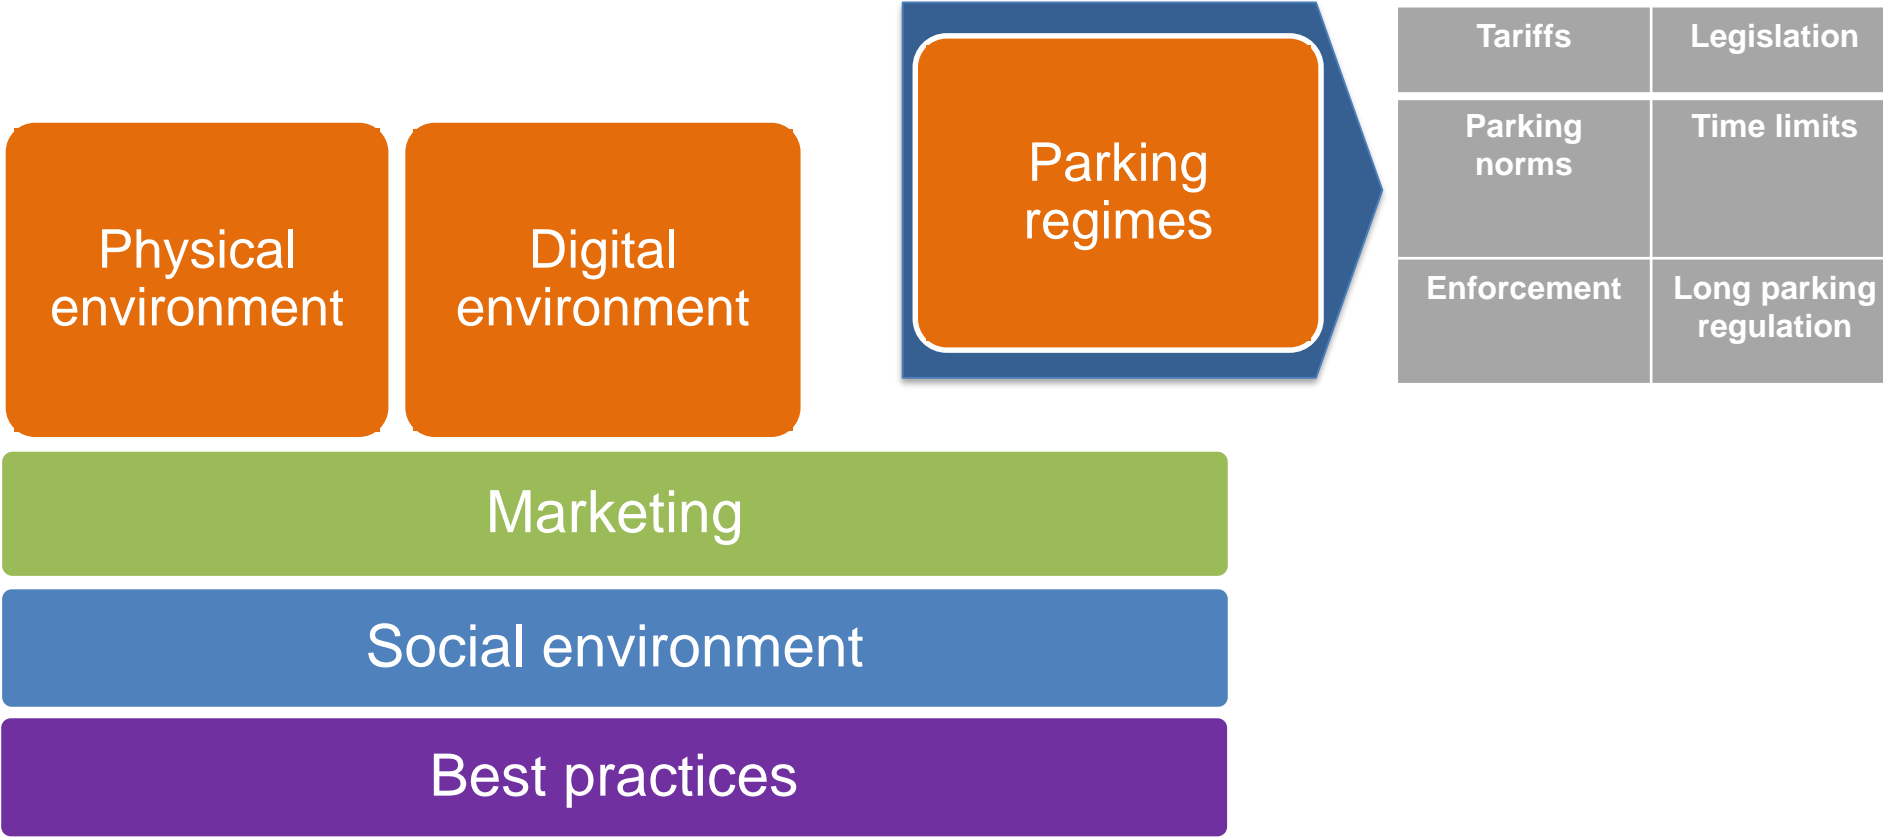 Physical
environment
Digital
environment
Parking
regimes
Tariffs
Legislation
Parking
norms
Time limits
Enforcement
Long parking
regulation
Marketing
Social environment
Best practices